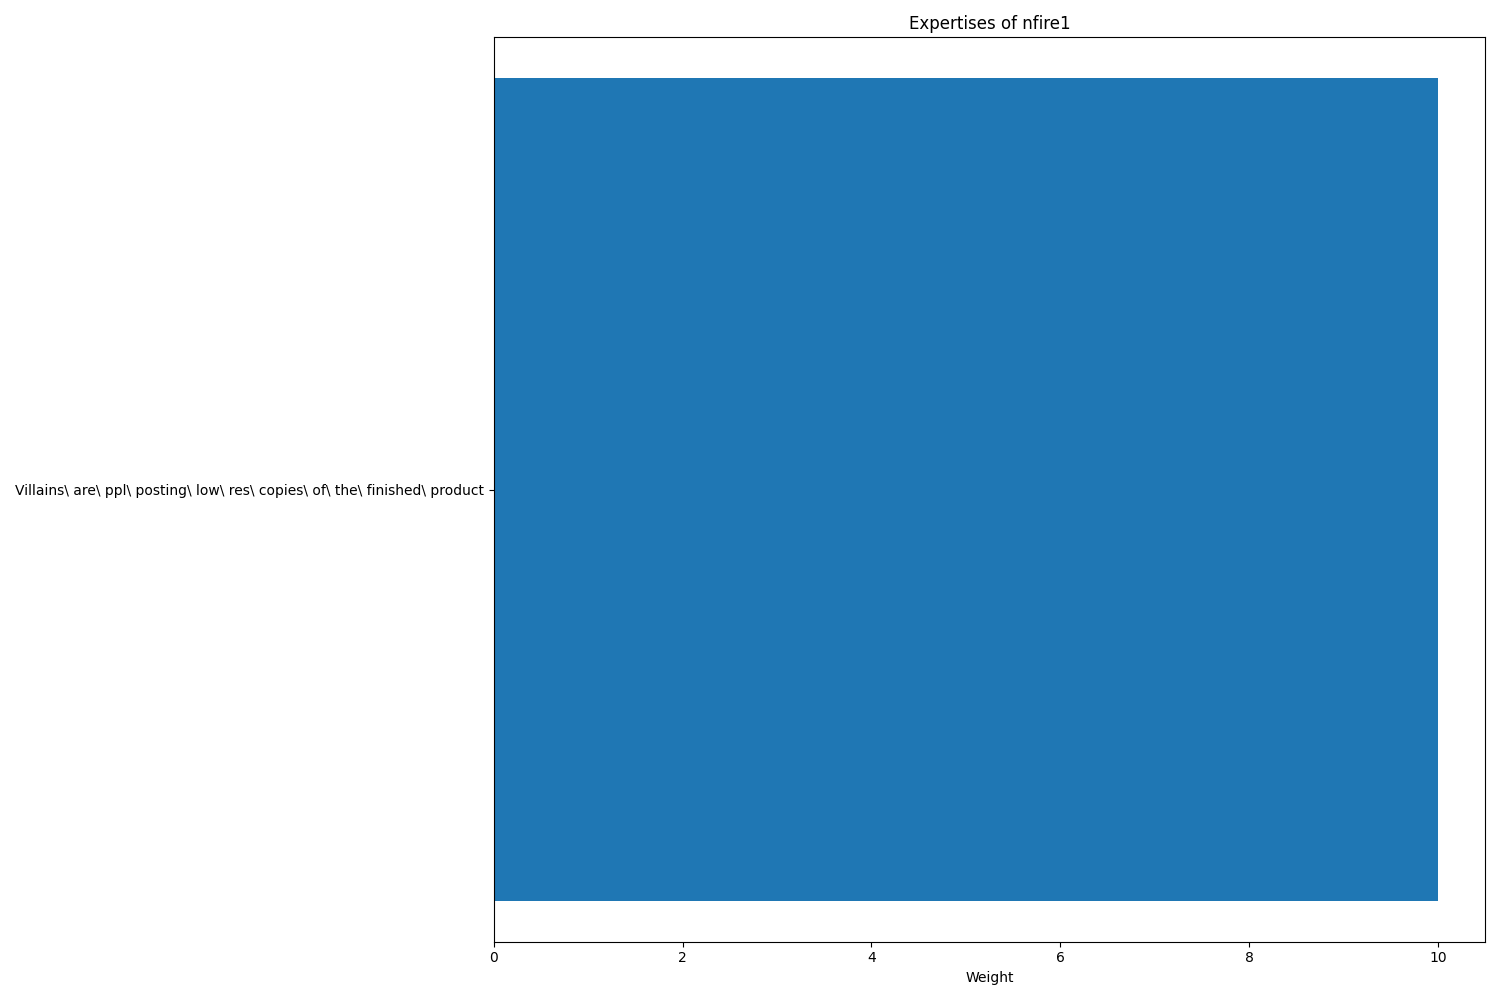 Expertises of nfire1
Villains\ are\ ppl\ posting\ low\ res\ copies\ of\ the\ finished\ product
0 2 4 6 8 10
Weight